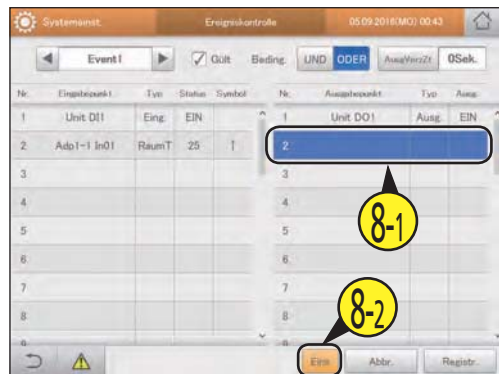 Systemeinst. Ereigniskontrolle 05.09.2016(MO) 00:43
Event1 Gült Beding. UND ODER AusgVerzZt 0Sek.
Nr. Eingabepunkt Typ Status Symbol Nr. Ausgabepunkt Typ Ausg.
1 Unit DI1 Eing. EIN 1 Unit DO1 Ausg. EIN
2 Adp1-1 In01 RaumT 25 ↑ 2
3 3
4 4
5 5
6 6
7 7
8 8
8-1
8-2
Eins Abbr. Registr.